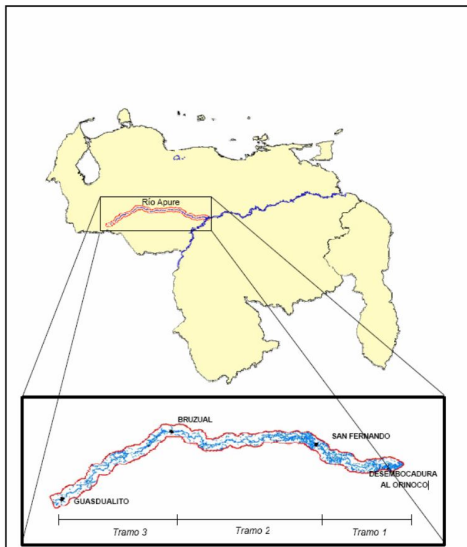 Río Apure
BRUZUAL
SAN FERNANDO
DESEMBOCADURA
AL ORINOCO
GUASDUALITO
Tramo 3
Tramo 2
Tramo 1